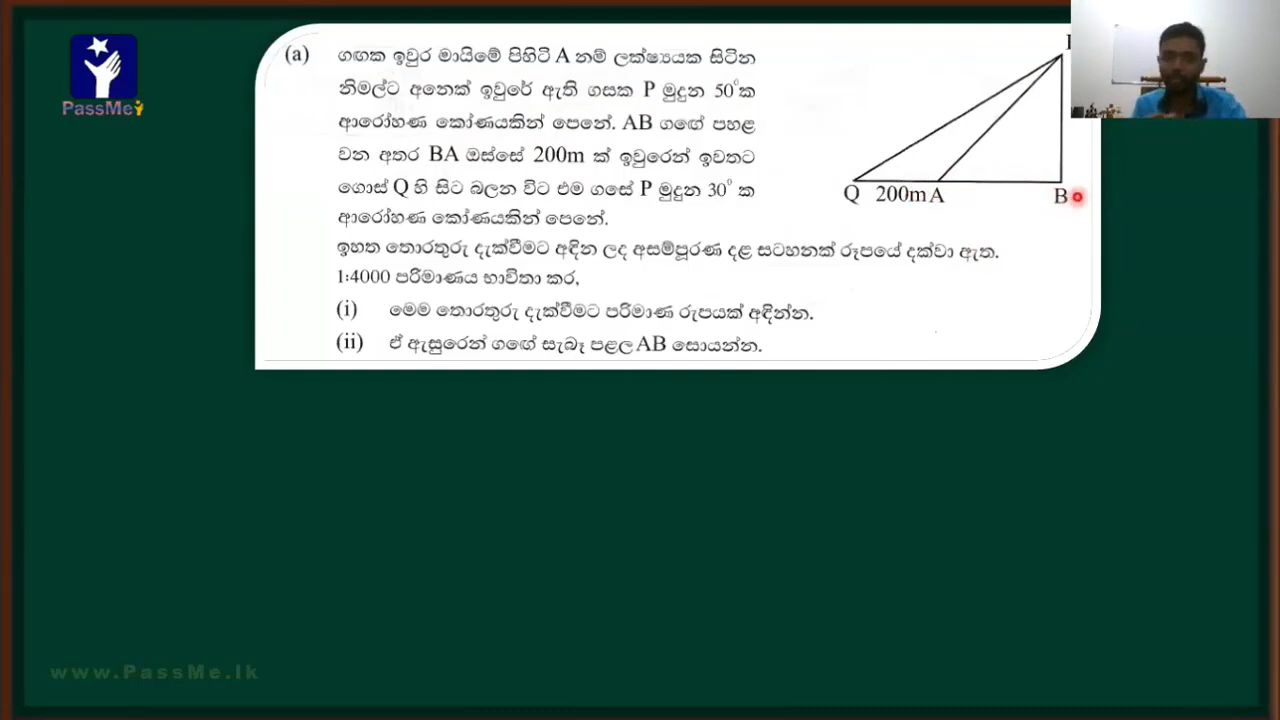 PassMe
(a) ගඟක ඉවුර මායිමේ පිහිටි A නම් ලක්ෂ්‍යයක සිටින
නිමල්ට අනෙක් ඉවුරේ ඇති ගසක P මුදුන 50°ක
ආරෝහණ කෝණයකින් පෙනේ. AB ගඟේ පහළ
වන අතර BA ඔස්සේ 200m ක් ඉවුරෙන් ඉවතට
ගොස් Q හි සිට බලන විට එම ගසේ P මුදුන 30° ක
ආරෝහණ කෝණයකින් පෙනේ.
Q 200m A B
ඉහත තොරතුරු දැක්වීමට අඳින ලද අසම්පූරණ දළ සටහනක් රූපයේ දක්වා ඇත.
1:4000 පරිමාණය භාවිතා කර,
(i) මෙම තොරතුරු දැක්වීමට පරිමාණ රුපයක් අඳින්න.
(ii) ඒ ඇසුරෙන් ගඟේ සැබෑ පළල AB සොයන්න.
www.PassMe.lk